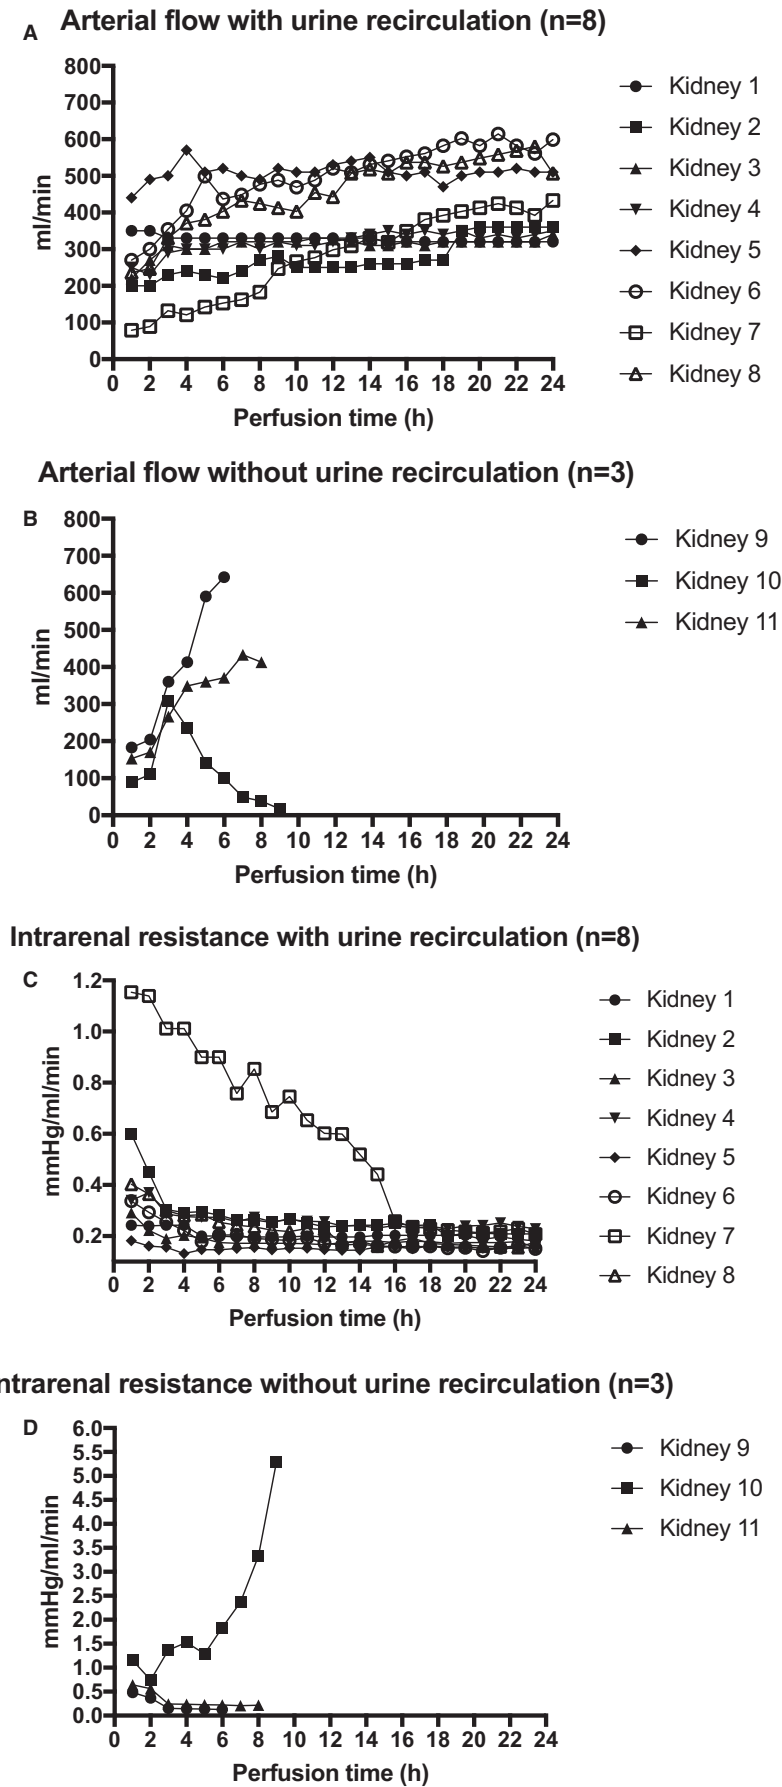 A
Arterial flow with urine recirculation (n=8)
800
700
600
500
400
300
200
100
0
ml/min
0 2 4 6 8 10 12 14 16 18 20 22 24
Perfusion time (h)
Kidney 1
Kidney 2
Kidney 3
Kidney 4
Kidney 5
Kidney 6
Kidney 7
Kidney 8
Arterial flow without urine recirculation (n=3)
B
800
700
600
500
400
300
200
100
0
ml/min
0 2 4 6 8 10 12 14 16 18 20 22 24
Perfusion time (h)
Kidney 9
Kidney 10
Kidney 11
Intrarenal resistance with urine recirculation (n=8)
C
1.2
1.0
0.8
0.6
0.4
0.2
mmHg/ml/min
0 2 4 6 8 10 12 14 16 18 20 22 24
Perfusion time (h)
Kidney 1
Kidney 2
Kidney 3
Kidney 4
Kidney 5
Kidney 6
Kidney 7
Kidney 8
ntrarenal resistance without urine recirculation (n=3)
D
6.0
5.5
5.0
4.5
4.0
3.5
3.0
2.5
2.0
1.5
1.0
0.5
0.0
mmHg/ml/min
0 2 4 6 8 10 12 14 16 18 20 22 24
Perfusion time (h)
Kidney 9
Kidney 10
Kidney 11